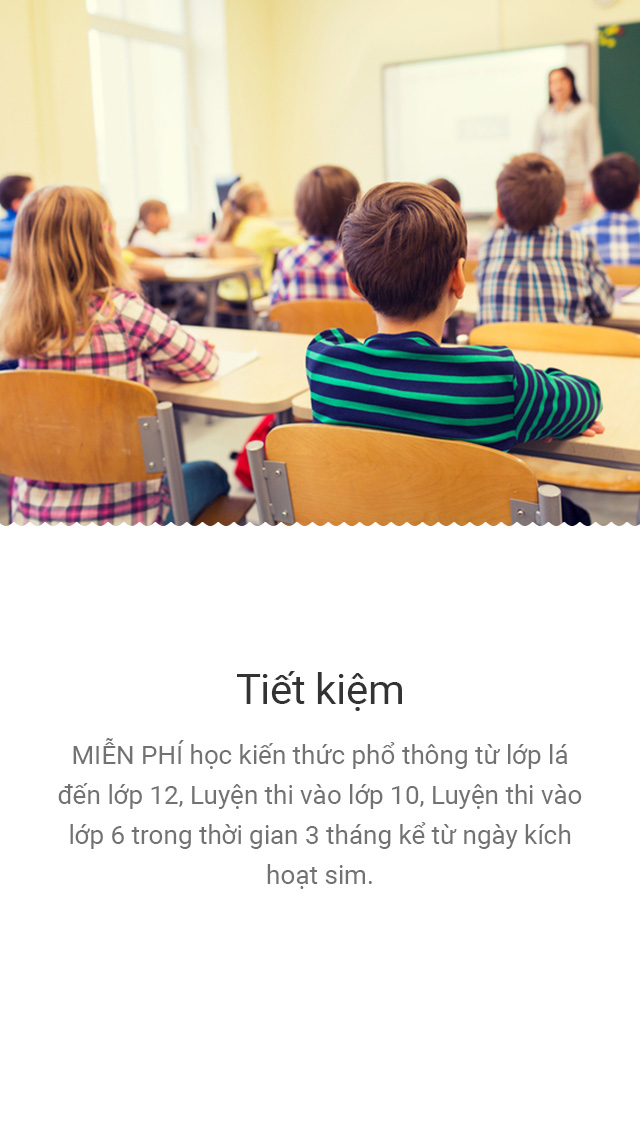 Tiết kiệm
MIỄN PHÍ học kiến thức phổ thông từ lớp lá
đến lớp 12, Luyện thi vào lớp 10, Luyện thi vào
lớp 6 trong thời gian 3 tháng kể từ ngày kích
hoạt sim.